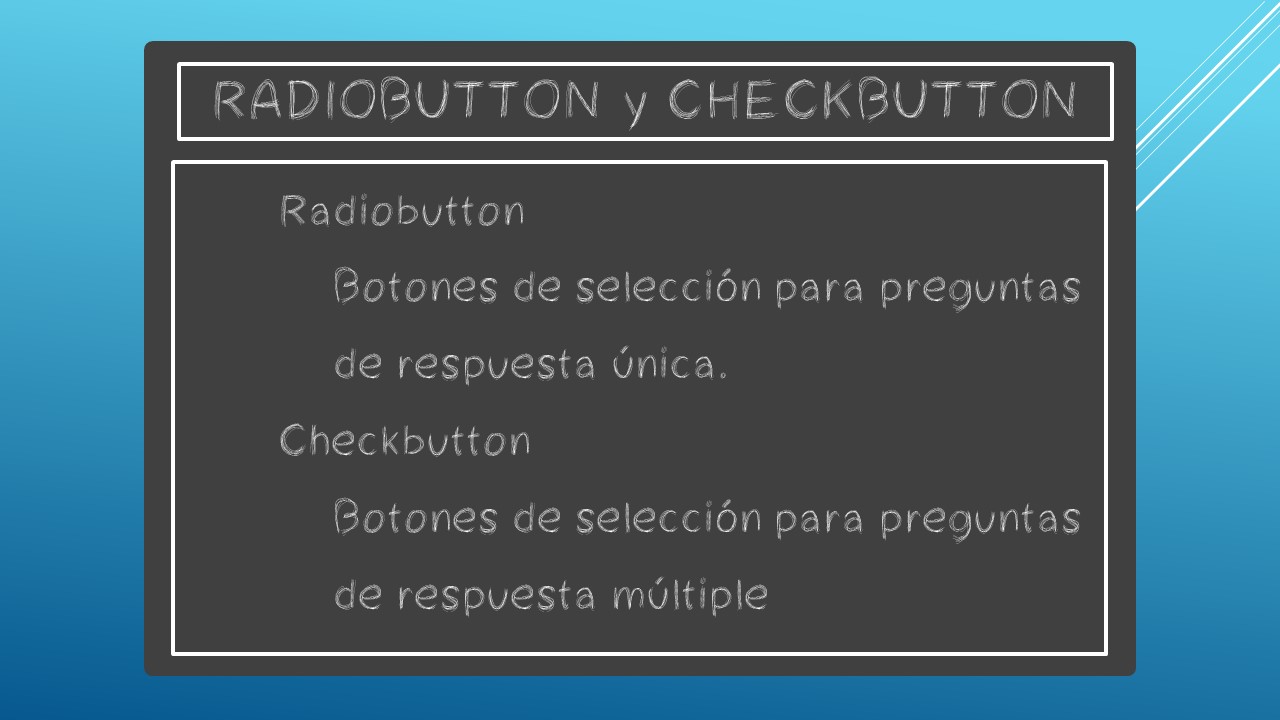 RADIOBUTTON y CHECKBUTTON
Radiobutton
Botones de selección para preguntas
de respuesta única.
Checkbutton
Botones de selección para preguntas
de respuesta múltiple